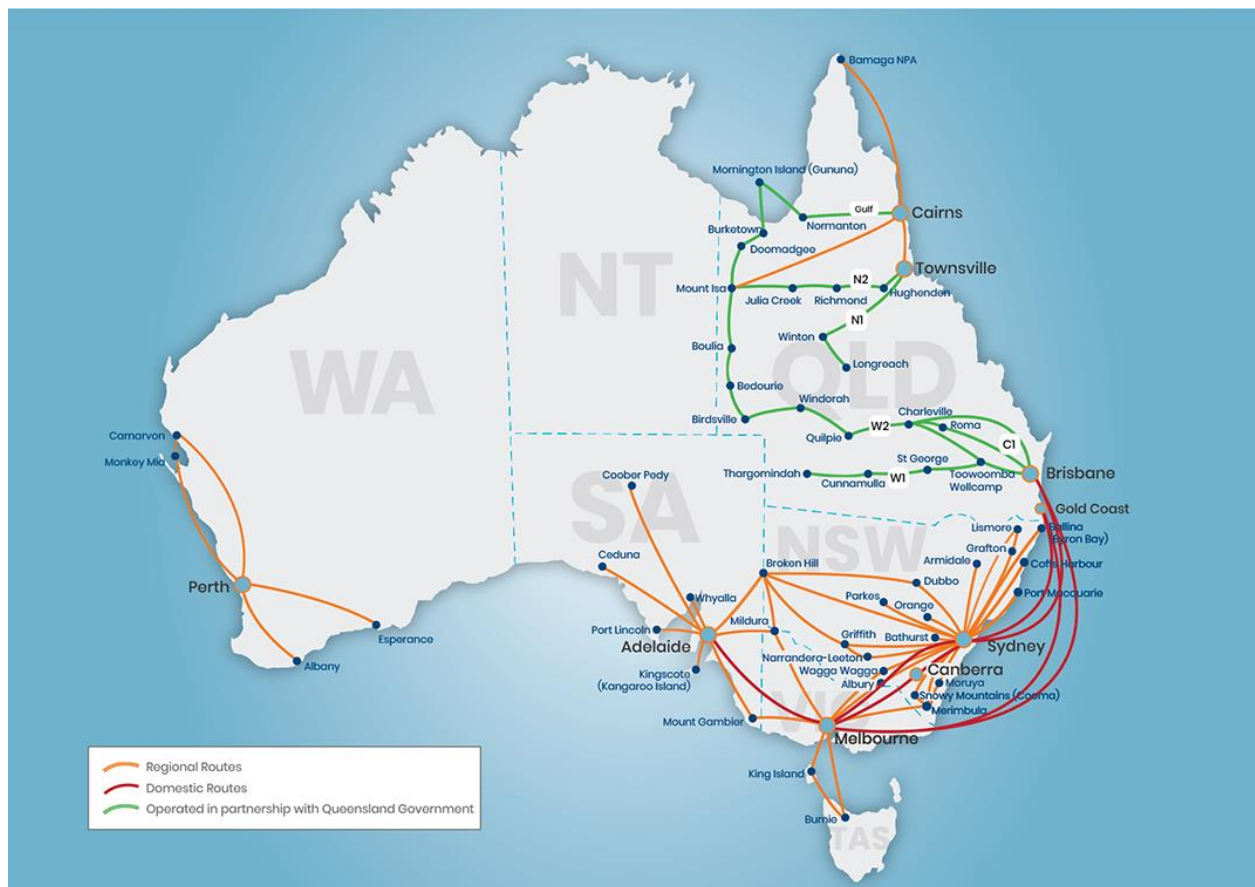 Bamaga NPA
Mornington Island (Gununa)
Gulf
Cairns
Normanton
Burketown
Doomadgee
Townsville
NT
Mount Isa
N2
Julia Creek
Richmond
Hughenden
N1
Winton
WA
Boulia
QLD
Longreach
Bedourie
Windorah
Birdsville
Charleville
W2
Roma
Carnarvon
Quilpie
C1
Monkey Mia
St George
Coober Pedy
Thargomindah
W1
Brisbane
Cunnamulla
Toowoomba
Wellcamp
SA
Gold Coast
NSW
Lismore
Ballina
(Byron Bay)
Ceduna
Grafton
Broken Hill
Armidale
Coffs Harbour
Perth
Dubbo
Whyalla
Parkes
Port Macquarie
Orange
Mildura
Esperance
Port Lincoln
Griffith
Bathurst
Adelaide
Sydney
Narrandera-Leeton
Albany
Kingscoto
(Kangaroo Island)
Wagga Wagga
Canberra
Albury
Moruya
Snowy Mountains (Cooma)
VIC
Merimbula
Mount Gambier
Melbourne
Regional Routes
King Island
Domestic Routes
Operated in partnership with Queensland Government
Burnie
TAS